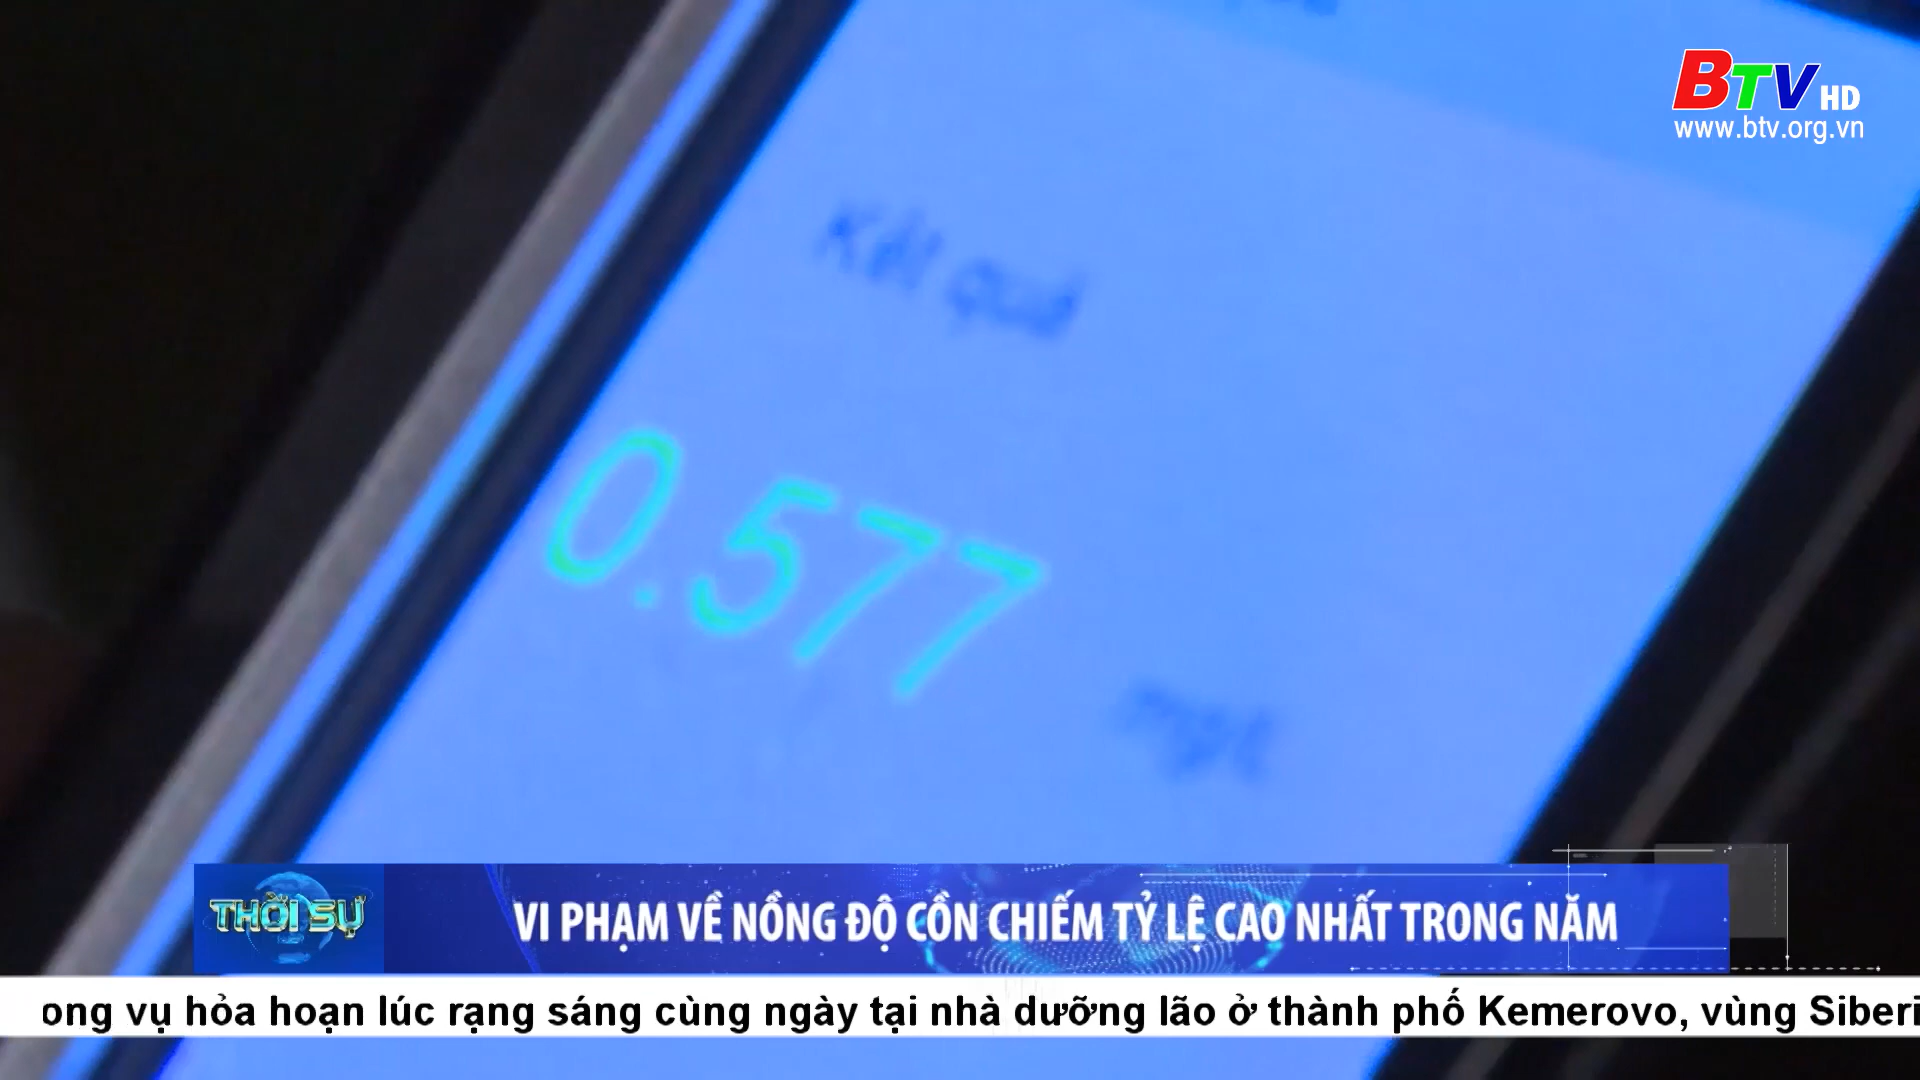 BTV HD
www.btv.org.vn
Kết quả
0.577
THỜI SỰ
VI PHẠM VỀ NỒNG ĐỘ CỒN CHIẾM TỶ LỆ CAO NHẤT TRONG NĂM
ong vụ hỏa hoạn lúc rạng sáng cùng ngày tại nhà dưỡng lão ở thành phố Kemerovo, vùng Siberi